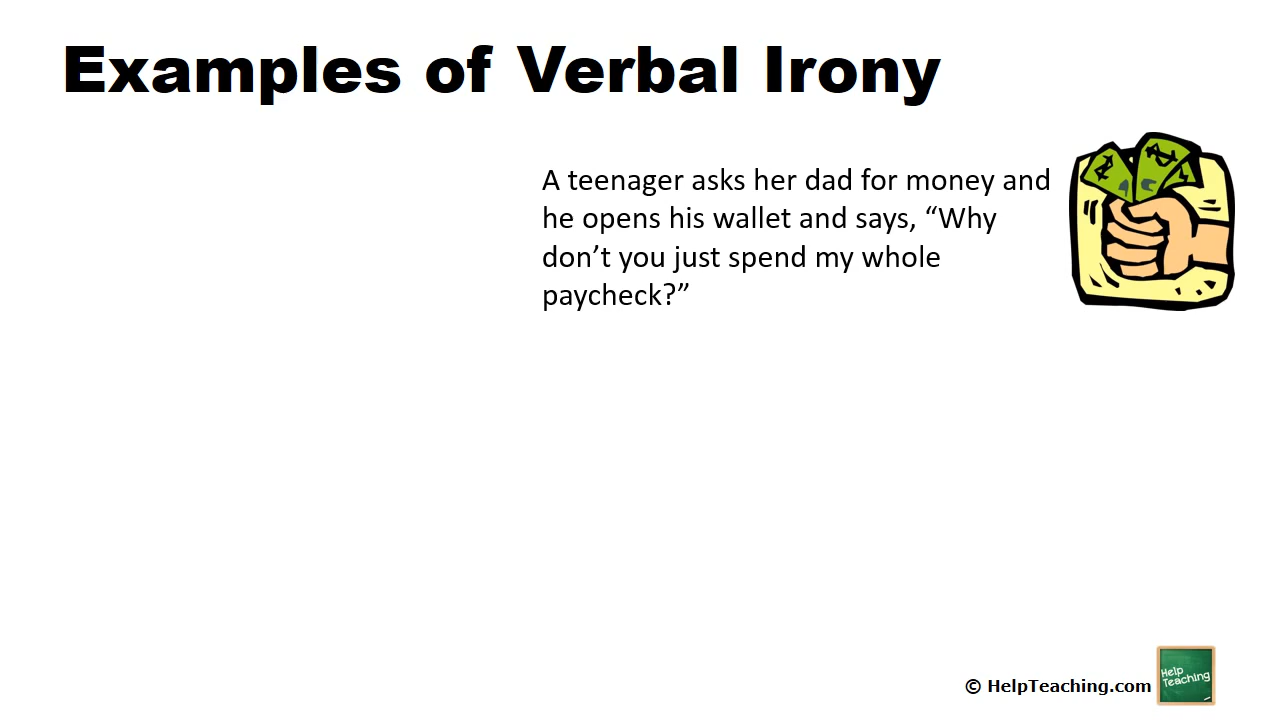 Examples of Verbal Irony
A teenager asks her dad for money and
he opens his wallet and says, “Why
don’t you just spend my whole
paycheck?”
© HelpTeaching.com
Help
Teaching